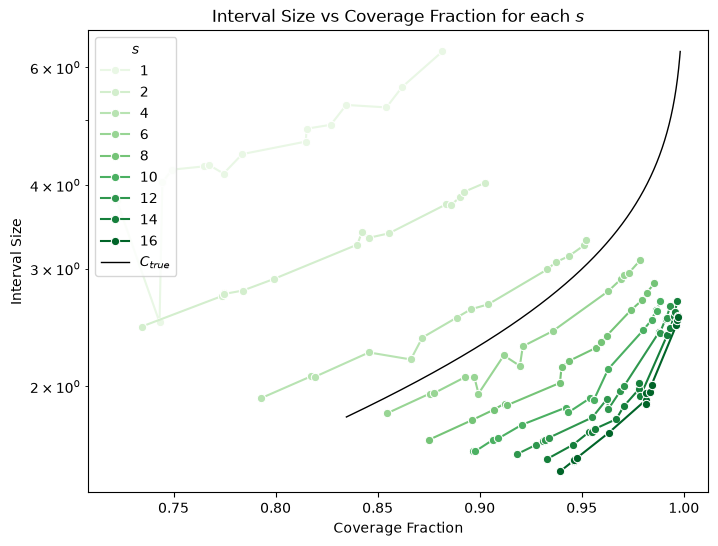 Interval Size vs Coverage Fraction for each s
Interval Size
6 × 10⁰
4 × 10⁰
3 × 10⁰
2 × 10⁰
s
1
2
4
6
8
10
12
14
16
C_true
0.75
0.80
0.85
0.90
0.95
1.00
Coverage Fraction